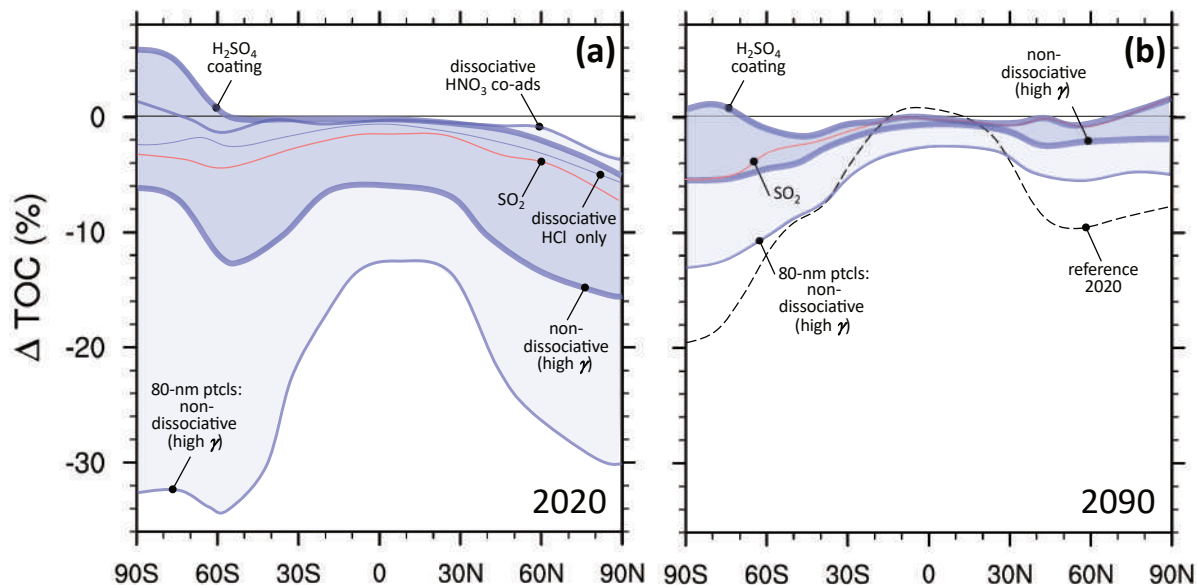 (a)
H₂SO₄
coating
dissociative
HNO₃ co-ads
SO₂
dissociative
HCl only
non-
dissociative
(high γ)
80-nm ptcls:
non-
dissociative
(high γ)
2020
Δ TOC (%)
0
-10
-20
-30
90S 60S 30S 0 30N 60N 90N
(b)
H₂SO₄
coating
non-
dissociative
(high γ)
SO₂
80-nm ptcls:
non-
dissociative
(high γ)
reference
2020
2090
90S 60S 30S 0 30N 60N 90N